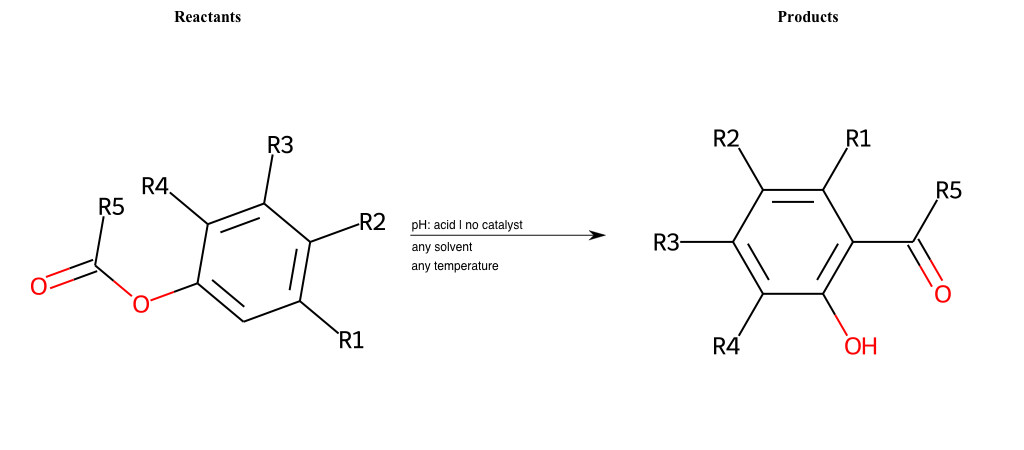 Reactants
Products
R3
R4
R5
R2
O
O
R1
pH: acid | no catalyst
any solvent
any temperature
R2
R1
R5
R3
O
R4
OH